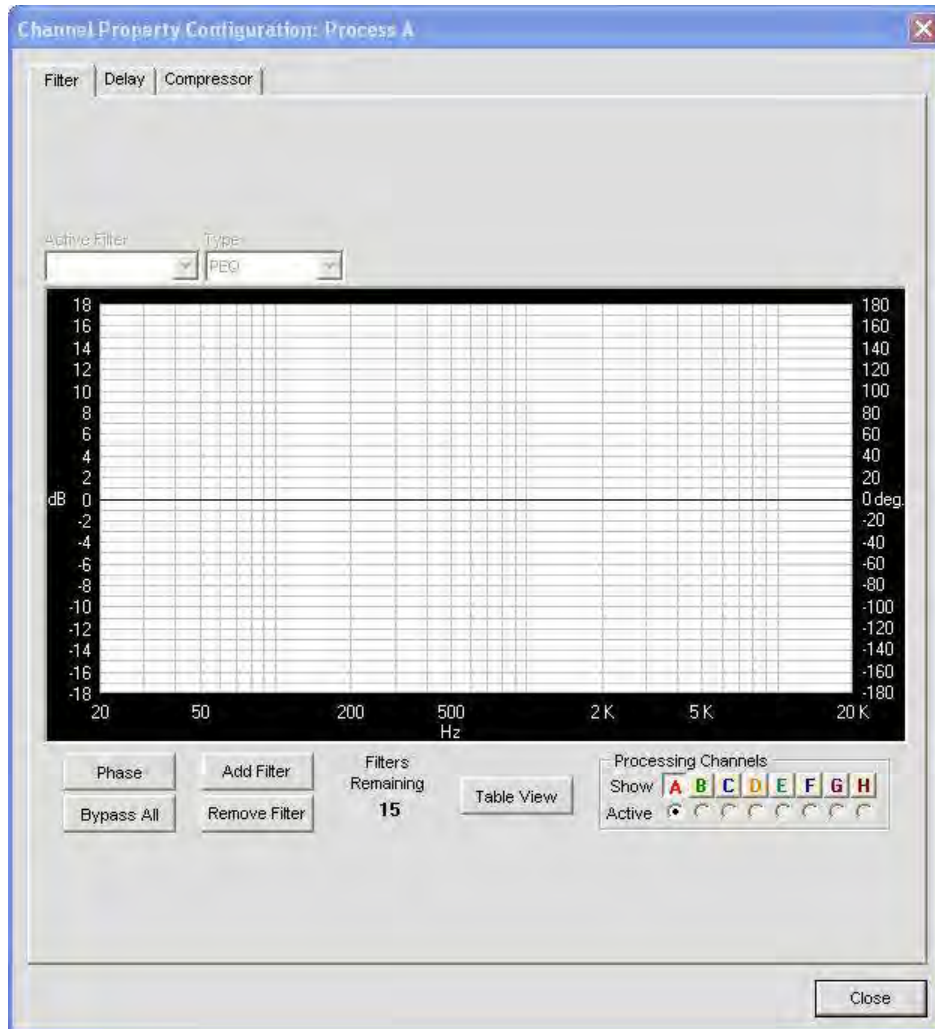 Channel Property Configuration: Process A
Filter Delay Compressor
Active Filter Type
PEQ
18 180
16 160
14 140
12 120
10 100
8 80
6 60
4 40
2 20
dB 0 0 deg.
-2 -20
-4 -40
-6 -60
-8 -80
-10 -100
-12 -120
-14 -140
-16 -160
-18 -180
20 50 200 500 2 K 5 K 20 K
Hz
Phase Add Filter Filters Remaining 15 Table View
Bypass All Remove Filter
Processing Channels
Show A B C D E F G H
Active
Close